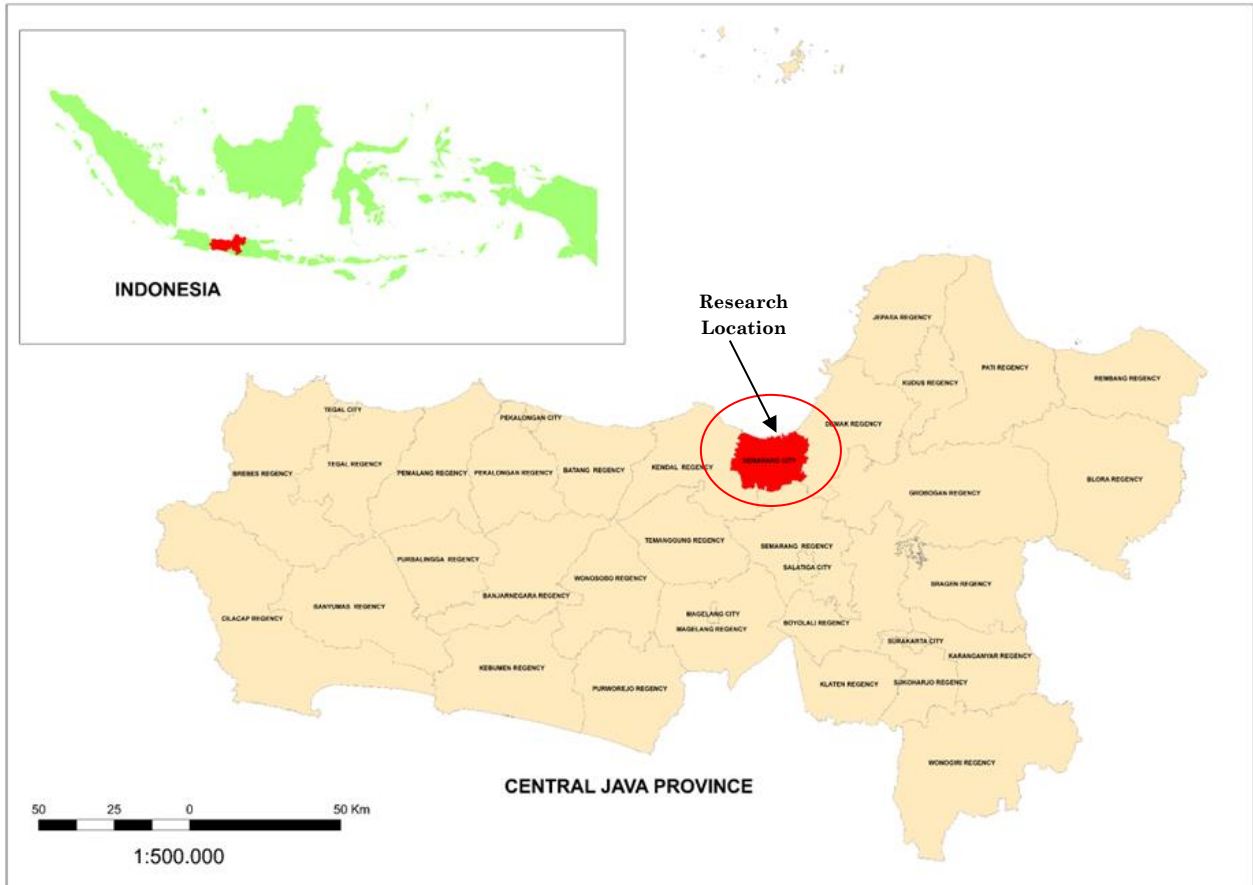 INDONESIA
Research
Location
JEPARA REGENCY
PATI REGENCY
KUDUS REGENCY
REMBANG REGENCY
TEGAL CITY
PEKALONGAN CITY
DEMAK REGENCY
BREBES REGENCY
TEGAL REGENCY
PEMALANG REGENCY
PEKALONGAN REGENCY
BATANG REGENCY
KENDAL REGENCY
SEMARANG CITY
GROBOGAN REGENCY
BLORA REGENCY
TEMANGGUNG REGENCY
SEMARANG REGENCY
PURBALINGGA REGENCY
SALATIGA CITY
WONOSOBO REGENCY
SRAGEN REGENCY
BANJARNEGARA REGENCY
BANYUMAS REGENCY
CILACAP REGENCY
MAGELANG CITY
MAGELANG REGENCY
BOYOLALI REGENCY
SURAKARTA CITY
KARANGANYAR REGENCY
KEBUMEN REGENCY
PURWOREJO REGENCY
KLATEN REGENCY
SUKOHARJO REGENCY
WONOGIRI REGENCY
CENTRAL JAVA PROVINCE
50 25 0 50 Km
1:500.000